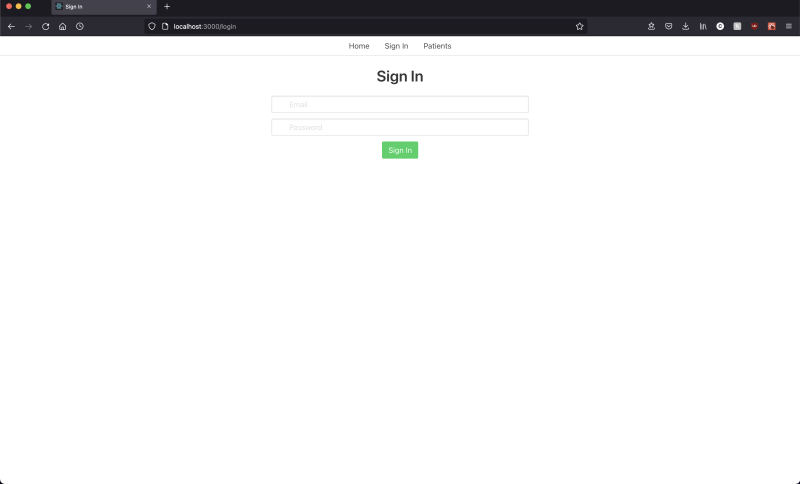 Sign In
localhost:3000/login
Home Sign In Patients
Sign In
Email
Password
Sign In